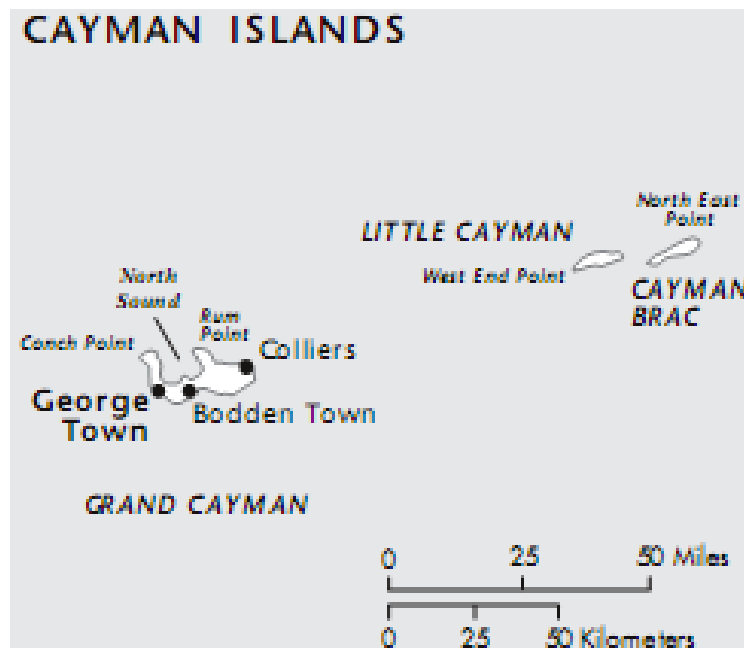 CAYMAN ISLANDS
North East
Point
LITTLE CAYMAN
West End Point
CAYMAN
BRAC
North
Sound
Rum
Point
Conch Point
Colliers
George
Town
Bodden Town
GRAND CAYMAN
0 25 50 Miles
0 25 50 Kilometers